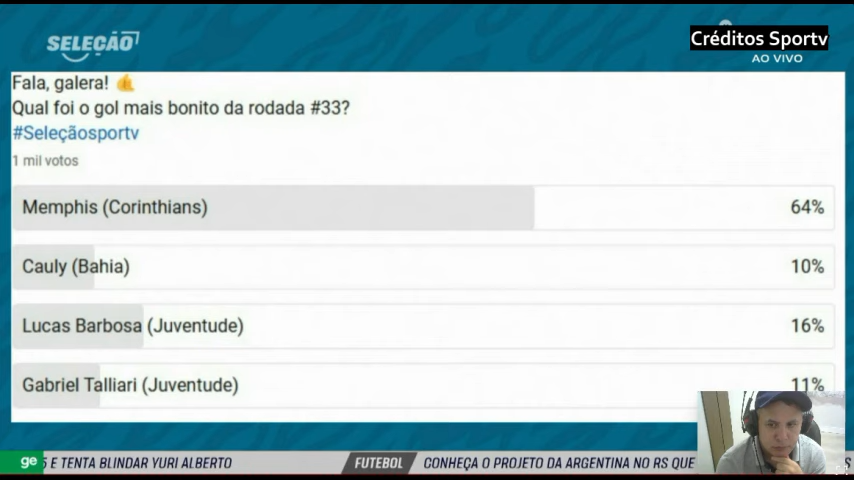 SELEÇÃO
Créditos Sportv
AO VIVO
Fala, galera!
Qual foi o gol mais bonito da rodada #33?
#Seleçãosportv
1 mil votos
Memphis (Corinthians)
64%
Cauly (Bahia)
10%
Lucas Barbosa (Juventude)
16%
Gabriel Talliari (Juventude)
11%
ge E TENTA BLINDAR YURI ALBERTO FUTEBOL CONHEÇA O PROJETO DA ARGENTINA NO RS QUE